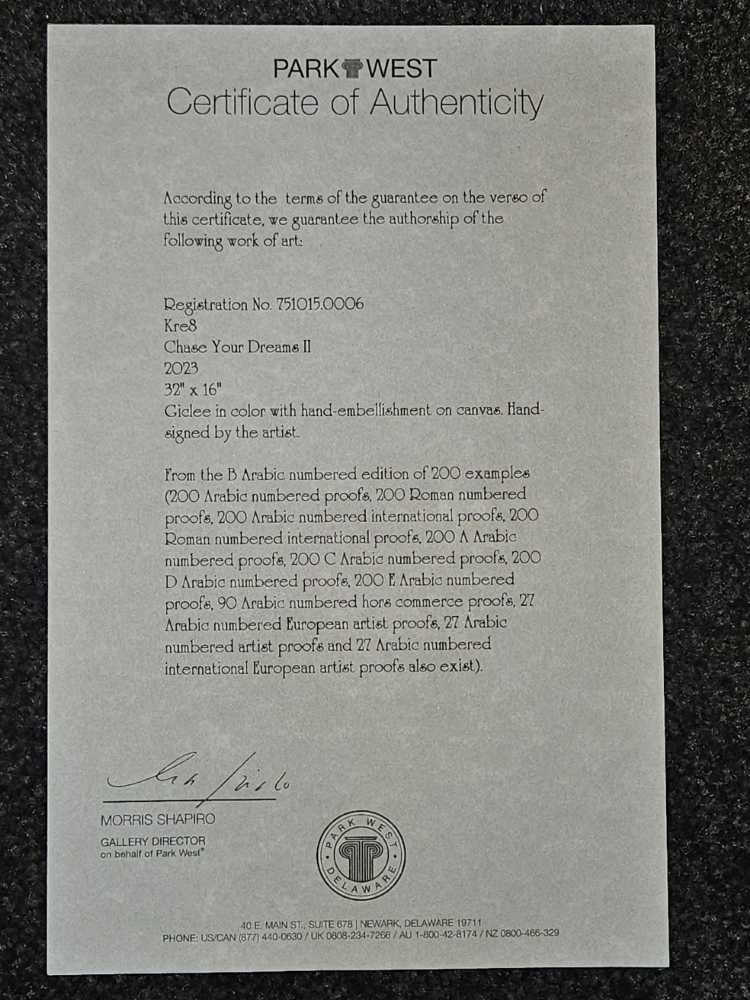 PARK WEST
Certificate of Authenticity
According to the terms of the guarantee on the verso of
this certificate, we guarantee the authorship of the
following work of art:
Registration No. 751015.0006
Kre8
Chase Your Dreams II
2023
32" x 16"
Giclee in color with hand-embellishment on canvas. Hand-
signed by the artist.
From the B Arabic numbered edition of 200 examples
(200 Arabic numbered proofs, 200 Roman numbered
proofs, 200 Arabic numbered international proofs, 200
Roman numbered international proofs, 200 A Arabic
numbered proofs, 200 C Arabic numbered proofs, 200
D Arabic numbered proofs, 200 E Arabic numbered
proofs, 90 Arabic numbered hors commerce proofs, 27
Arabic numbered European artist proofs, 27 Arabic
numbered artist proofs and 27 Arabic numbered
international European artist proofs also exist).
MORRIS SHAPIRO
GALLERY DIRECTOR
on behalf of Park West®
PARK WEST
DELAWARE
40 E. MAIN ST., SUITE 678 | NEWARK, DELAWARE 19711
PHONE: US/CAN (877) 440-0630 / UK 0808-234-7266 / AU 1-800-42-8174 / NZ 0800-466-329